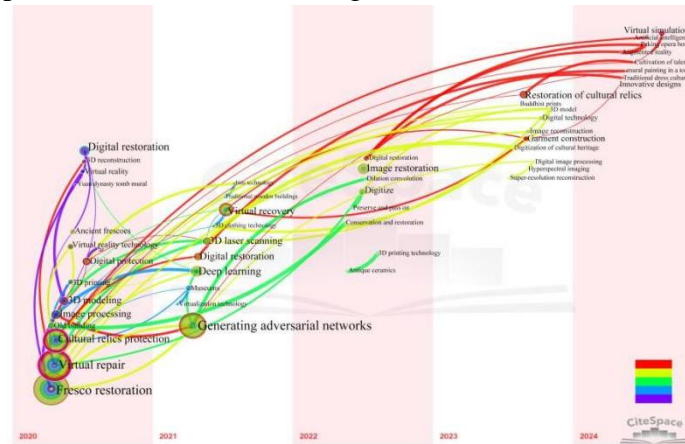 Virtual simulation
Artificial intelligence
Augmented reality
Cultivation of talent
Traditional dress culture
Innovative designs
Restoration of cultural relics
Buddhist prints
3D model
Digital technology
Image reconstruction
Garment construction
Digitization of cultural heritage
Digital image processing
Hyperspectral imaging
Super-resolution reconstruction
Digital restoration
Image restoration
Dilation convolution
Digitize
Preserve and pass on
Conservation and restoration
3D printing technology
Antique ceramics
Virtual recovery
3D clothing technology
3D laser scanning
Digital restoration
Deep learning
Museums
Virtualization technology
Generating adversarial networks
Digital restoration
3D reconstruction
Virtual reality
Ancient frescoes
Virtual reality technology
Digital protection
3D printing
3D modeling
Image processing
Old building
Cultural relics protection
Virtual repair
Fresco restoration
2020
2021
2022
2023
2024
CiteSpace